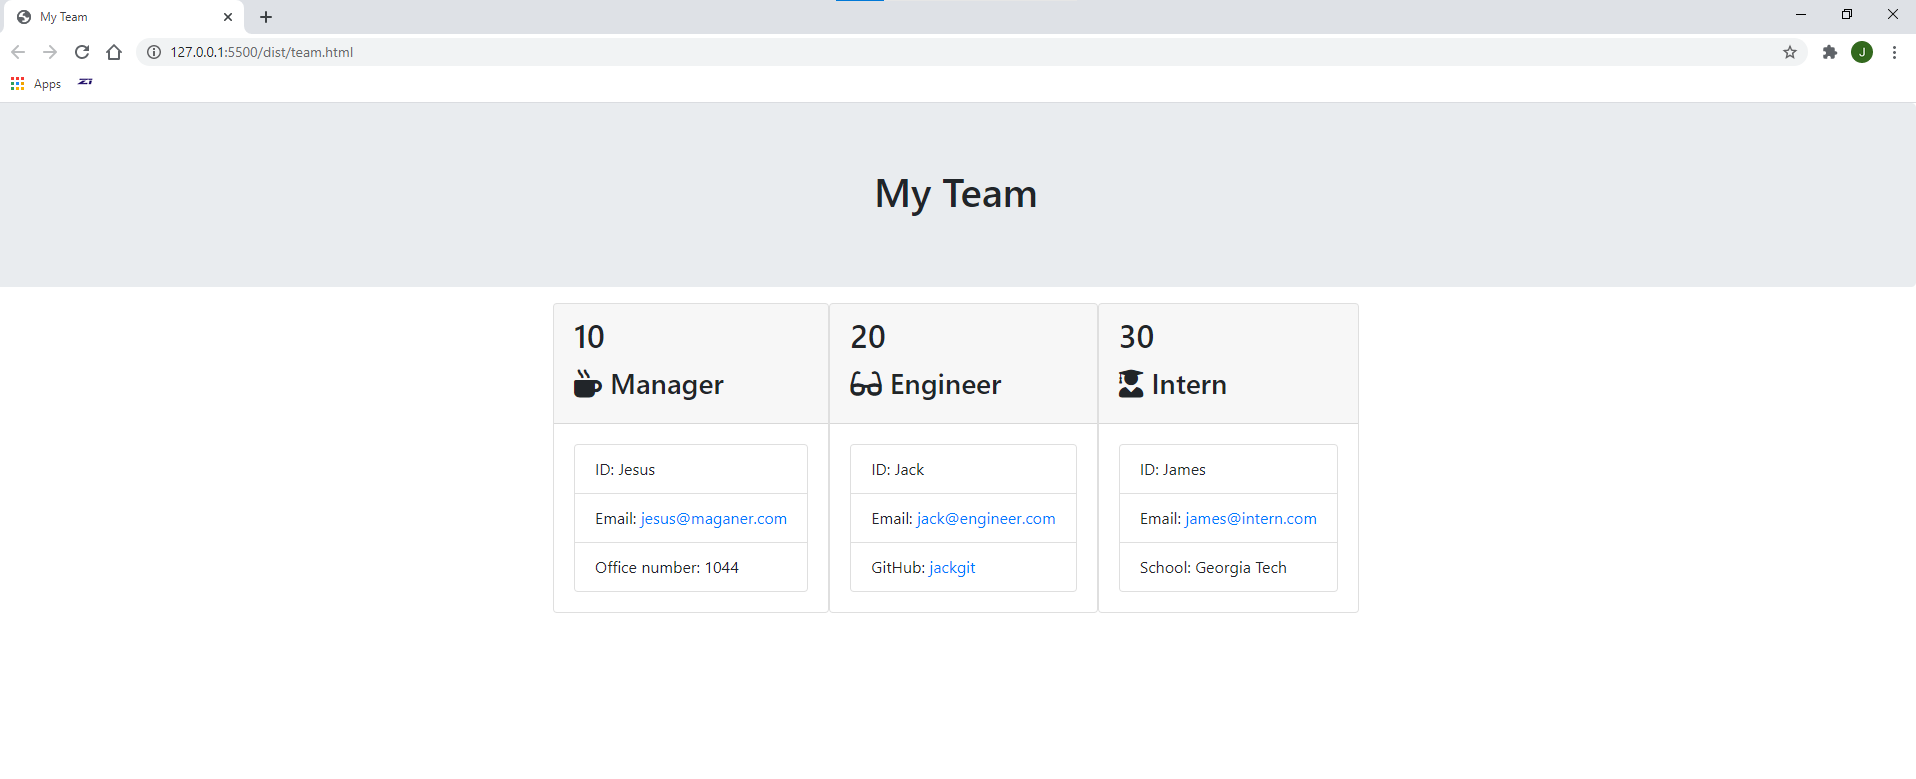 My Team
127.0.0.1:5500/dist/team.html
J
Apps
ZI
My Team
10
Manager
ID: Jesus
Email: jesus@maganer.com
Office number: 1044
20
Engineer
ID: Jack
Email: jack@engineer.com
GitHub: jackgit
30
Intern
ID: James
Email: james@intern.com
School: Georgia Tech